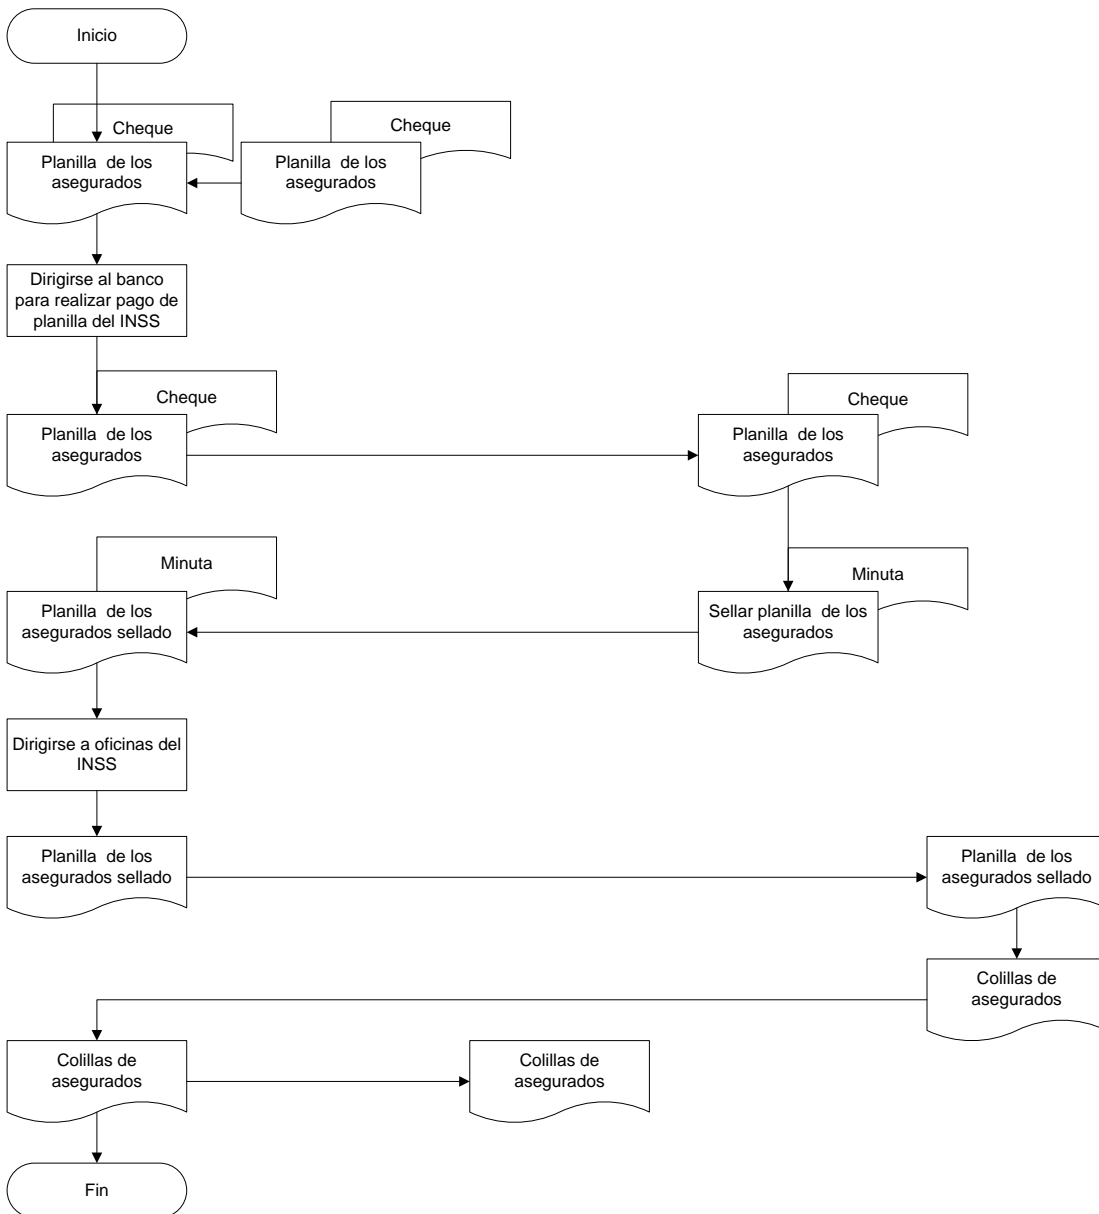 Inicio
Cheque
Planilla de los
asegurados
Cheque
Planilla de los
asegurados
Dirigirse al banco
para realizar pago de
planilla del INSS
Cheque
Planilla de los
asegurados
Cheque
Planilla de los
asegurados
Minuta
Planilla de los
asegurados sellado
Minuta
Sellar planilla de los
asegurados
Dirigirse a oficinas del
INSS
Planilla de los
asegurados sellado
Planilla de los
asegurados sellado
Colillas de
asegurados
Colillas de
asegurados
Colillas de
asegurados
Fin